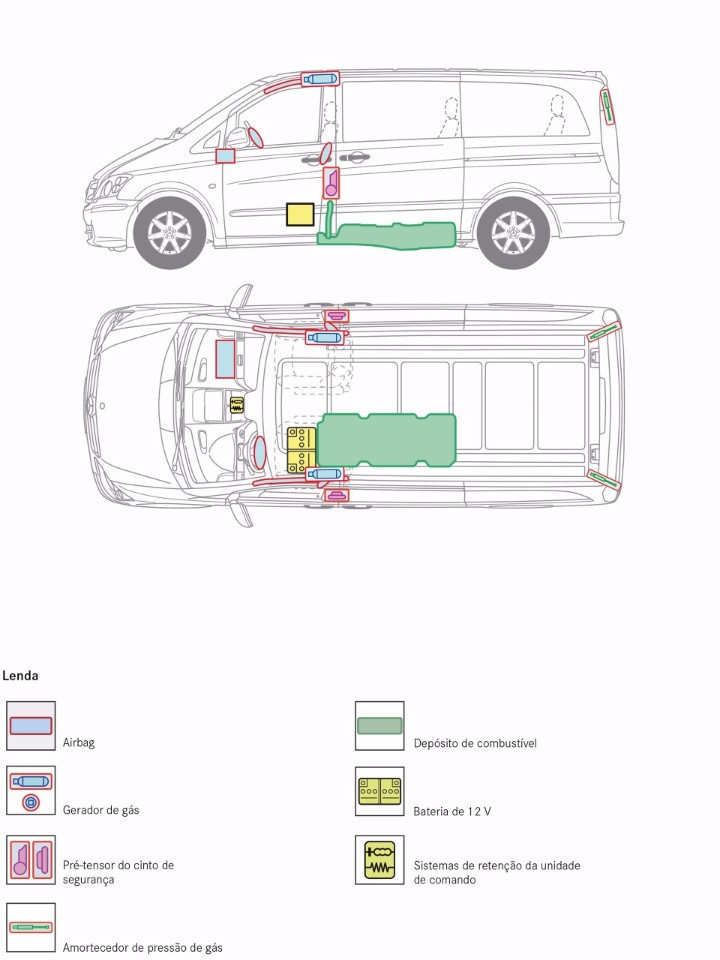 Lenda
Airbag
Gerador de gás
Pré-tensor do cinto de
segurança
Amortecedor de pressão de gás
Depósito de combustível
Bateria de 12 V
Sistemas de retenção da unidade
de comando